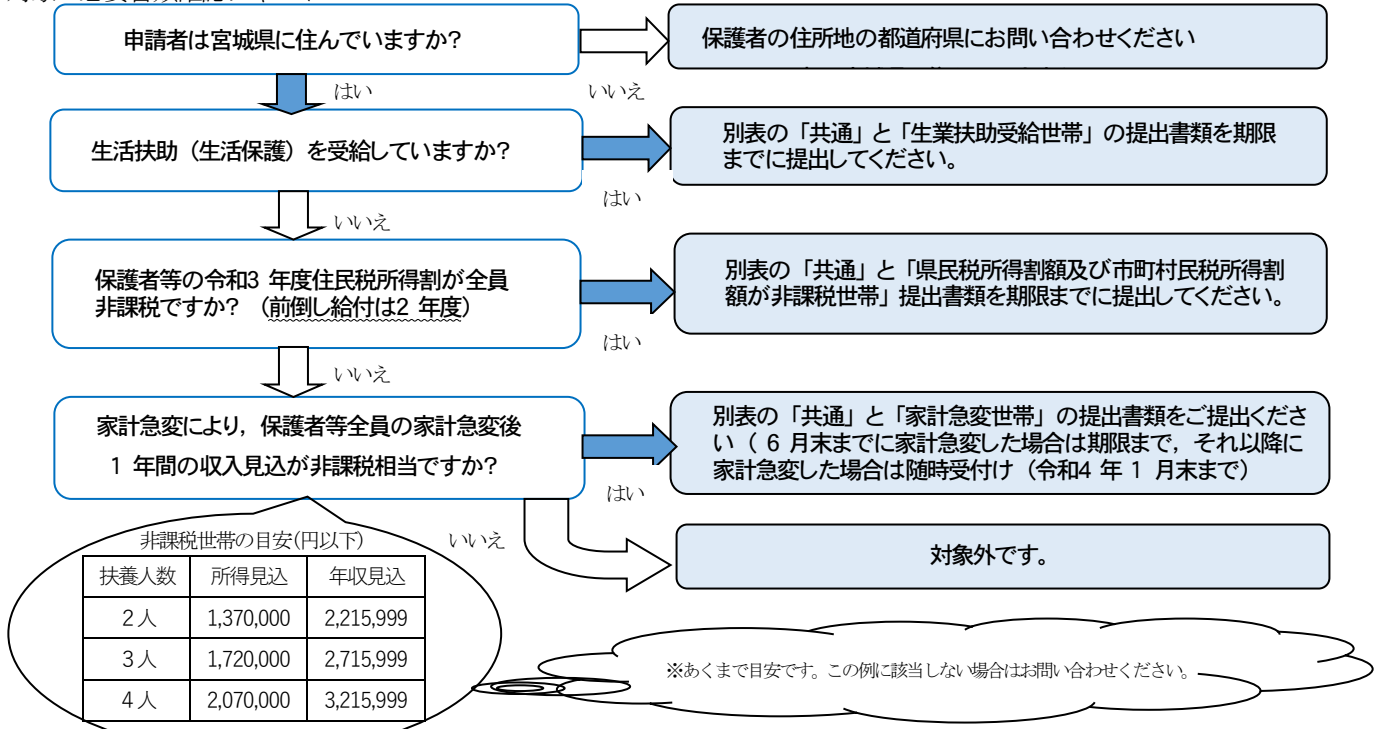 申請者は宮城県に住んでいますか?
保護者の住所地の都道府県にお問い合わせください
はい
いいえ
生活扶助（生活保護）を受給していますか?
別表の「共通」と「生業扶助受給世帯」の提出書類を期限
までに提出してください。
はい
いいえ
保護者等の令和3 年度住民税所得割が全員
非課税ですか? （前倒し給付は2 年度）
別表の「共通」と「県民税所得割額及び市町村民税所得割
額が非課税世帯」提出書類を期限までに提出してください。
はい
いいえ
家計急変により，保護者等全員の家計急変後
1 年間の収入見込が非課税相当ですか?
別表の「共通」と「家計急変世帯」の提出書類をご提出くださ
い（ 6 月末までに家計急変した場合は期限まで，それ以降に
家計急変した場合は随時受付け（令和4 年 1 月末まで）
はい
いいえ
対象外です。
非課税世帯の目安(円以下)
扶養人数 所得見込 年収見込
2人 1,370,000 2,215,999
3人 1,720,000 2,715,999
4人 2,070,000 3,215,999
※あくまで目安です。この例に該当しない場合はお問い合わせください。